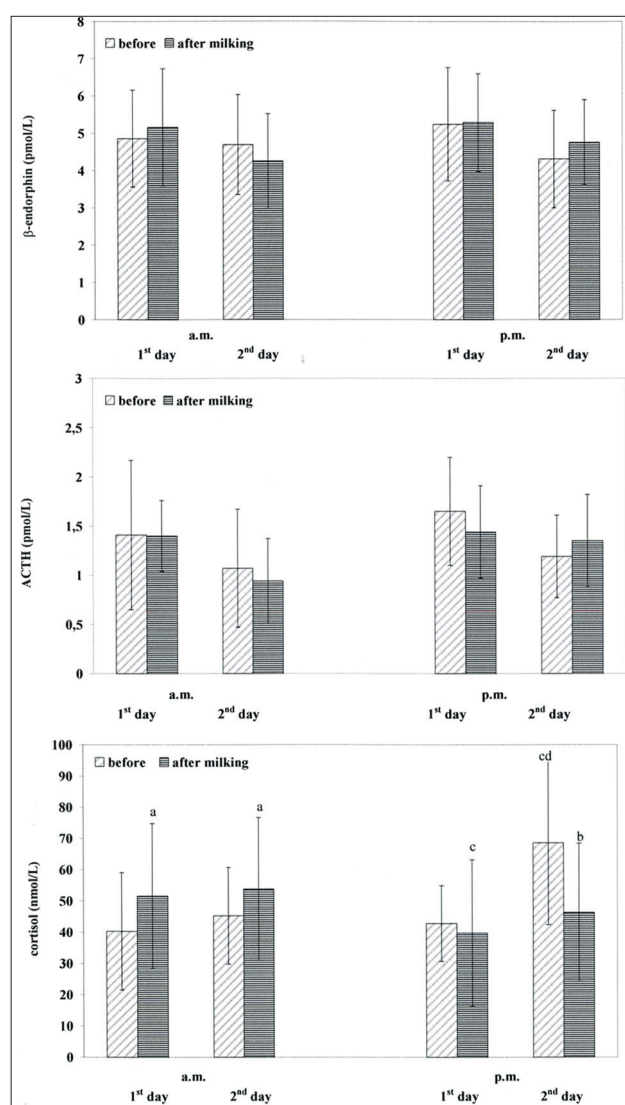 β-endorphin (pmol/L)
8
7
6
5
4
3
2
1
0
before after milking
a.m. p.m.
1st day 2nd day 1st day 2nd day
ACTH (pmol/L)
3
2,5
2
1,5
1
0,5
0
before after milking
a.m. p.m.
1st day 2nd day 1st day 2nd day
cortisol (nmol/L)
100
90
80
70
60
50
40
30
20
10
0
before after milking
a a c cd b
a.m. p.m.
1st day 2nd day 1st day 2nd day